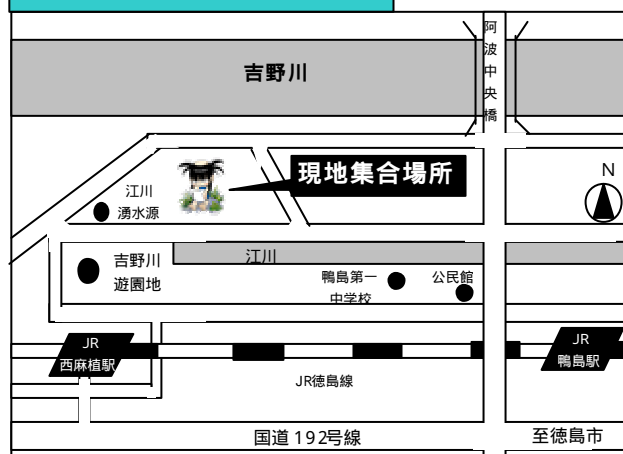 阿波中央橋
吉野川
現地集合場所
N
江川
湧水源
江川
吉野川
遊園地
鴨島第一
中学校
公民館
JR
西麻植駅
JR
鴨島駅
JR徳島線
国道192号線
至徳島市